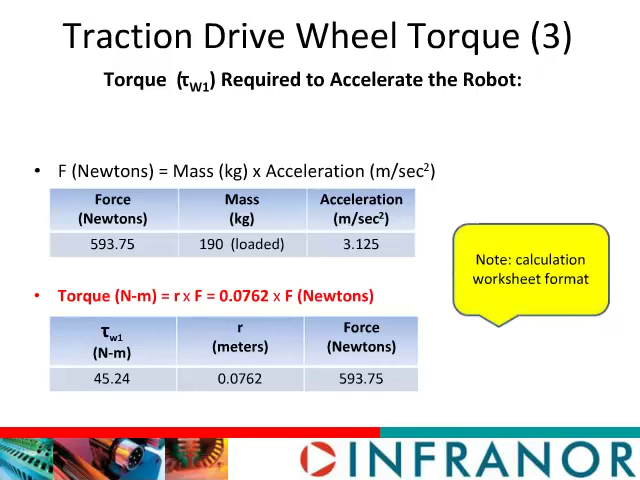 Traction Drive Wheel Torque (3)
Torque (τW1) Required to Accelerate the Robot:
• F (Newtons) = Mass (kg) x Acceleration (m/sec²)
Force (Newtons) Mass (kg) Acceleration (m/sec²)
593.75 190 (loaded) 3.125
Note: calculation
worksheet format
• Torque (N-m) = r x F = 0.0762 x F (Newtons)
τw1 (N-m) r (meters) Force (Newtons)
45.24 0.0762 593.75
INFRANOR